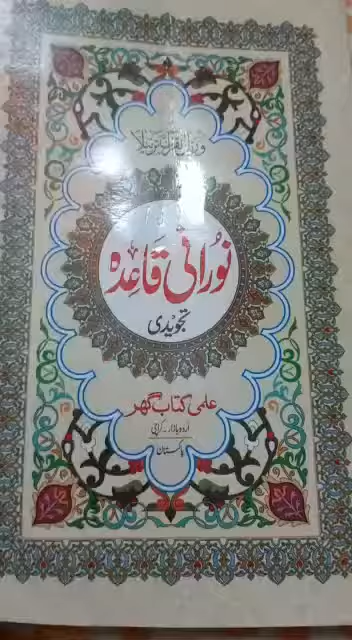 ورتل القرآن ترتيلا
نورانی قاعدہ
تجویدی
علمی کتاب گھر
اردو بازار۔ کراچی
پاکستان